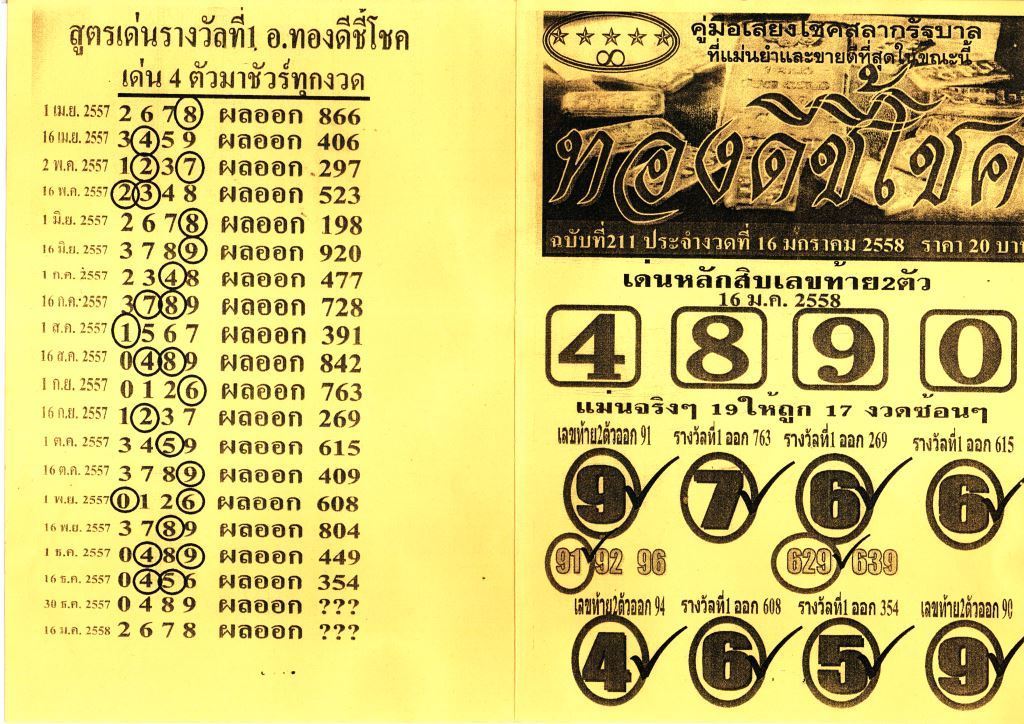 สูตรเด่นรางวัลที่1 อ.ทองดีชี้โชค
เด่น 4 ตัวมาชัวร์ทุกงวด
1 เม.ย. 2557 2 6 7 8 ผลออก 866
16 เม.ย. 2557 3 4 5 9 ผลออก 406
2 พ.ค. 2557 1 2 3 7 ผลออก 297
16 พ.ค. 2557 2 3 4 8 ผลออก 523
1 มิ.ย. 2557 2 6 7 8 ผลออก 198
16 มิ.ย. 2557 3 7 8 9 ผลออก 920
1 ก.ค. 2557 2 3 4 8 ผลออก 477
16 ก.ค. 2557 3 7 8 9 ผลออก 728
1 ส.ค. 2557 1 5 6 7 ผลออก 391
16 ส.ค. 2557 0 4 8 9 ผลออก 842
1 ก.ย. 2557 0 1 2 6 ผลออก 763
16 ก.ย. 2557 1 2 3 7 ผลออก 269
1 ต.ค. 2557 3 4 5 9 ผลออก 615
16 ต.ค. 2557 3 7 8 9 ผลออก 409
1 พ.ย. 2557 0 1 2 6 ผลออก 608
16 พ.ย. 2557 3 7 8 9 ผลออก 804
1 ธ.ค. 2557 0 4 8 9 ผลออก 449
16 ธ.ค. 2557 0 4 5 6 ผลออก 354
30 ธ.ค. 2557 0 4 8 9 ผลออก ???
16 ม.ค. 2558 2 6 7 8 ผลออก ???
คู่มือเสี่ยงโชคสลากรัฐบาล
ที่แม่นยำและขายดีที่สุดในขณะนี้
ทองดีชี้โชค
ฉบับที่211 ประจำงวดที่ 16 มกราคม 2558 ราคา 20 บาท
เด่นหลักสิบเลขท้าย2ตัว
16 ม.ค. 2558
4 8 9 0
แม่นจริงๆ 19ให้ถูก 17 งวดซ้อนๆ
เลขท้าย2ตัวออก 91 รางวัลที่1 ออก 763 รางวัลที่1 ออก 269 รางวัลที่1 ออก 615
9 7 6 6
91 92 96 629 639
เลขท้าย2ตัวออก 94 รางวัลที่1 ออก 608 รางวัลที่1 ออก 354 เลขท้าย2ตัวออก 90
4 6 5 9